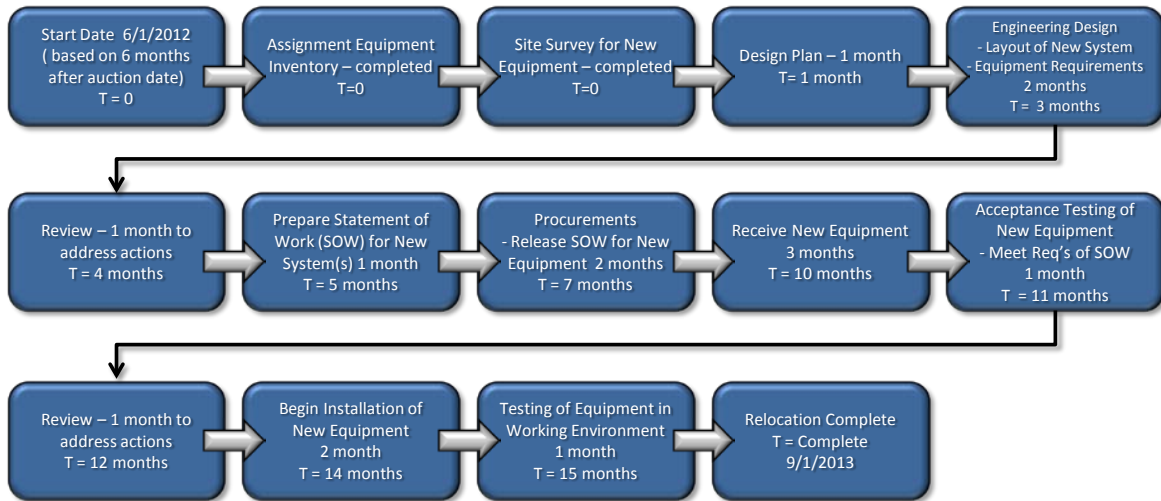 Start Date 6/1/2012
( based on 6 months
after auction date)
T = 0
Assignment Equipment
Inventory – completed
T=0
Site Survey for New
Equipment – completed
T=0
Design Plan – 1 month
T= 1 month
Engineering Design
- Layout of New System
- Equipment Requirements
2 months
T = 3 months
Review – 1 month to
address actions
T = 4 months
Prepare Statement of
Work (SOW) for New
System(s) 1 month
T = 5 months
Procurements
- Release SOW for New
Equipment 2 months
T = 7 months
Receive New Equipment
3 months
T = 10 months
Acceptance Testing of
New Equipment
- Meet Req’s of SOW
1 month
T = 11 months
Review – 1 month to
address actions
T = 12 months
Begin Installation of
New Equipment
2 month
T = 14 months
Testing of Equipment in
Working Environment
1 month
T = 15 months
Relocation Complete
T = Complete
9/1/2013